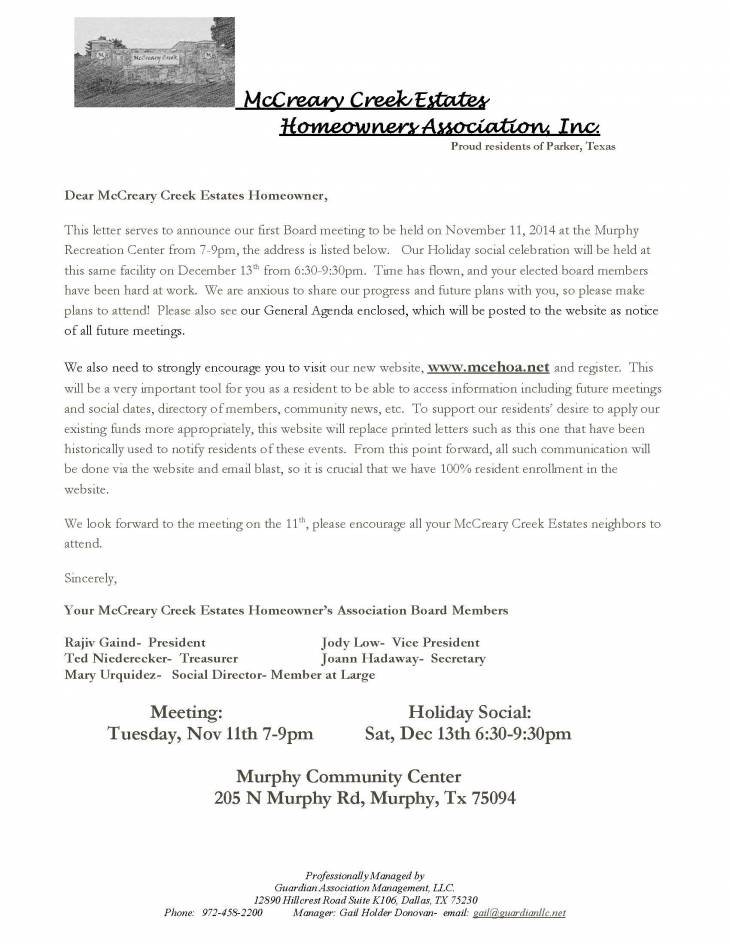 McCreary Creek
McCreary Creek Estates
Homeowners Association, Inc.
Proud residents of Parker, Texas
Dear McCreary Creek Estates Homeowner,
This letter serves to announce our first Board meeting to be held on November 11, 2014 at the Murphy
Recreation Center from 7-9pm, the address is listed below. Our Holiday social celebration will be held at
this same facility on December 13th from 6:30-9:30pm. Time has flown, and your elected board members
have been hard at work. We are anxious to share our progress and future plans with you, so please make
plans to attend! Please also see our General Agenda enclosed, which will be posted to the website as notice
of all future meetings.
We also need to strongly encourage you to visit our new website, www.mcehoa.net and register. This
will be a very important tool for you as a resident to be able to access information including future meetings
and social dates, directory of members, community news, etc. To support our residents' desire to apply our
existing funds more appropriately, this website will replace printed letters such as this one that have been
historically used to notify residents of these events. From this point forward, all such communication will
be done via the website and email blast, so it is crucial that we have 100% resident enrollment in the
website.
We look forward to the meeting on the 11th, please encourage all your McCreary Creek Estates neighbors to
attend.
Sincerely,
Your McCreary Creek Estates Homeowner's Association Board Members
Rajiv Gaind- President Jody Low- Vice President
Ted Niederecker- Treasurer Joann Hadaway- Secretary
Mary Urquidez- Social Director- Member at Large
Meeting: Holiday Social:
Tuesday, Nov 11th 7-9pm Sat, Dec 13th 6:30-9:30pm
Murphy Community Center
205 N Murphy Rd, Murphy, Tx 75094
Professionally Managed by
Guardian Association Management, LLC.
12890 Hillcrest Road Suite K106, Dallas, TX 75230
Phone: 972-458-2200 Manager: Gail Holder Donovan- email: gail@guardianllc.net